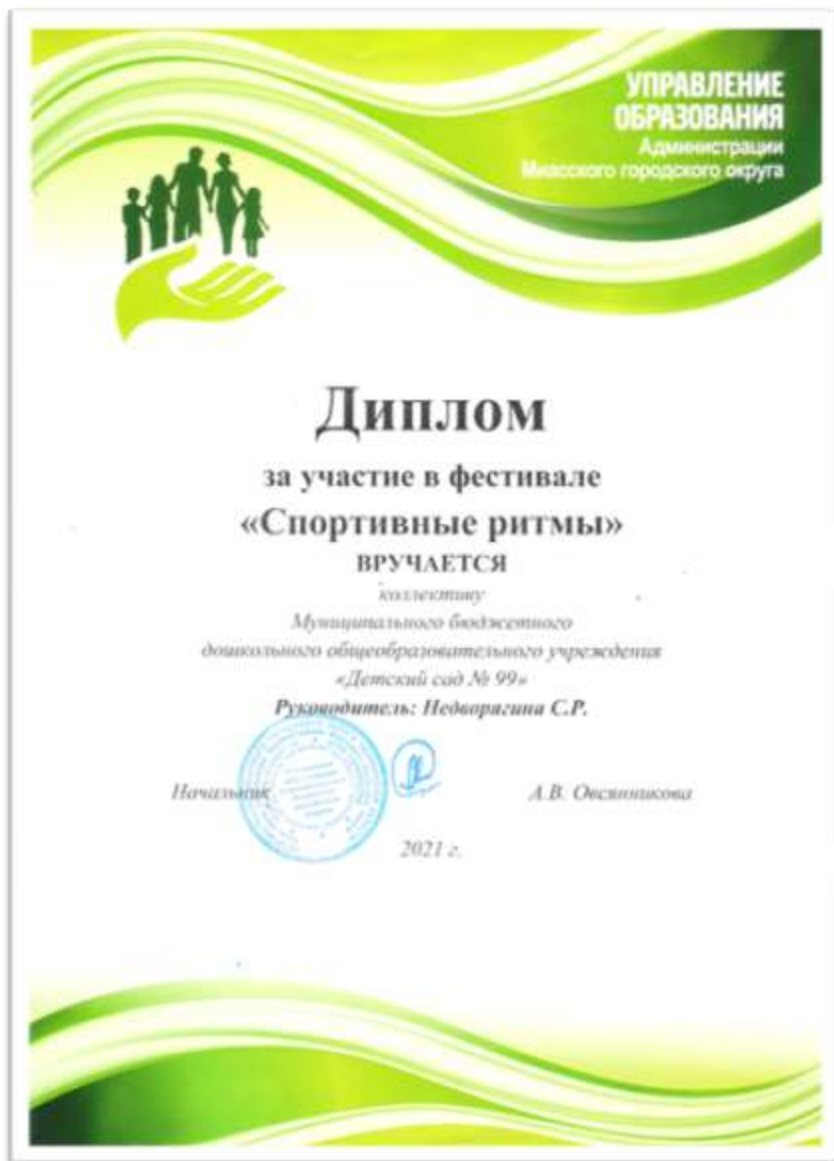 УПРАВЛЕНИЕ
ОБРАЗОВАНИЯ
Администрации
Миасского городского округа
Диплом
за участие в фестивале
«Спортивные ритмы»
ВРУЧАЕТСЯ
коллективу
Муниципального бюджетного
дошкольного общеобразовательного учреждения
«Детский сад № 99»
Руководитель: Недворягина С.Р.
Начальник А.В. Овсянникова
2021 г.